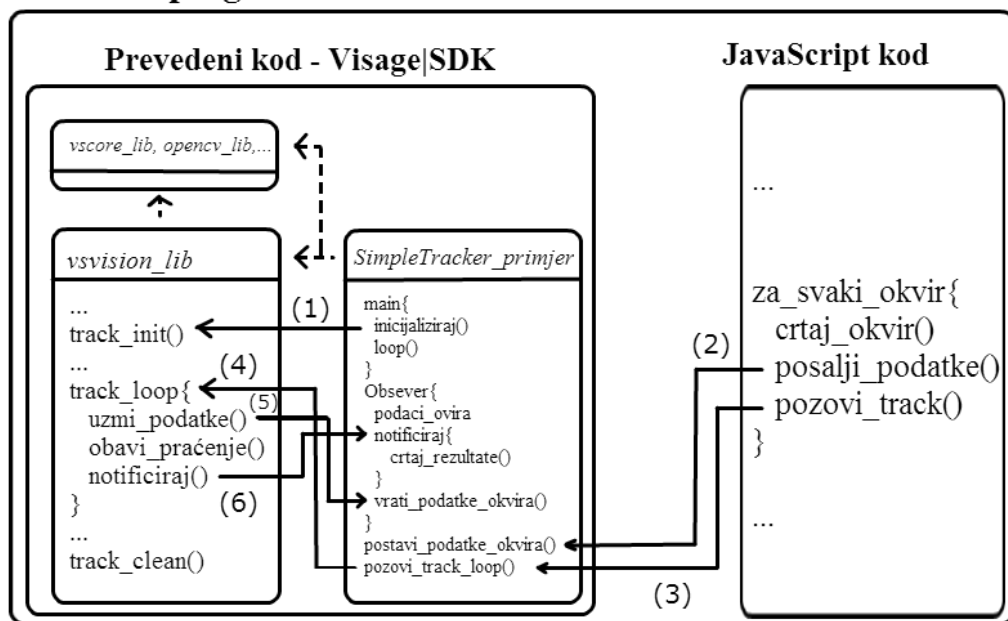 Prevedeni kod - Visage|SDK
JavaScript kod
vscore_lib, opencv_lib,...
vsvision_lib
...
track_init()
...
track_loop{
uzmi_podatke()
obavi_praćenje()
notificiraj()
}
...
track_clean()
SimpleTracker_primjer
main{
inicijaliziraj()
loop()
}
Obsever{
podaci_ovira
notificiraj{
crtaj_rezultate()
}
vrati_podatke_okvira()
}
postavi_podatke_okvira()
pozovi_track_loop()
(1)
(4)
(5)
(6)
(2)
(3)
...
za_svaki_okvir{
crtaj_okvir()
posalji_podatke()
pozovi_track()
}
...